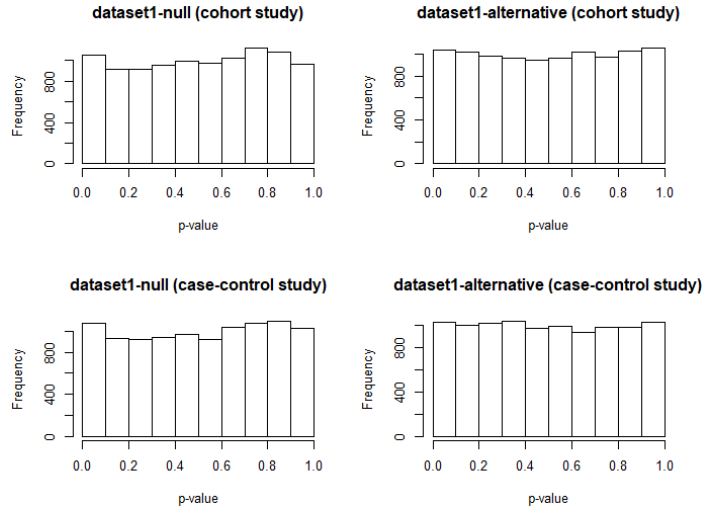 dataset1-null (cohort study)
Frequency
0 400 800
0.0 0.2 0.4 0.6 0.8 1.0
p-value
dataset1-alternative (cohort study)
Frequency
0 400 800
0.0 0.2 0.4 0.6 0.8 1.0
p-value
dataset1-null (case-control study)
Frequency
0 400 800
0.0 0.2 0.4 0.6 0.8 1.0
p-value
dataset1-alternative (case-control study)
Frequency
0 400 800
0.0 0.2 0.4 0.6 0.8 1.0
p-value